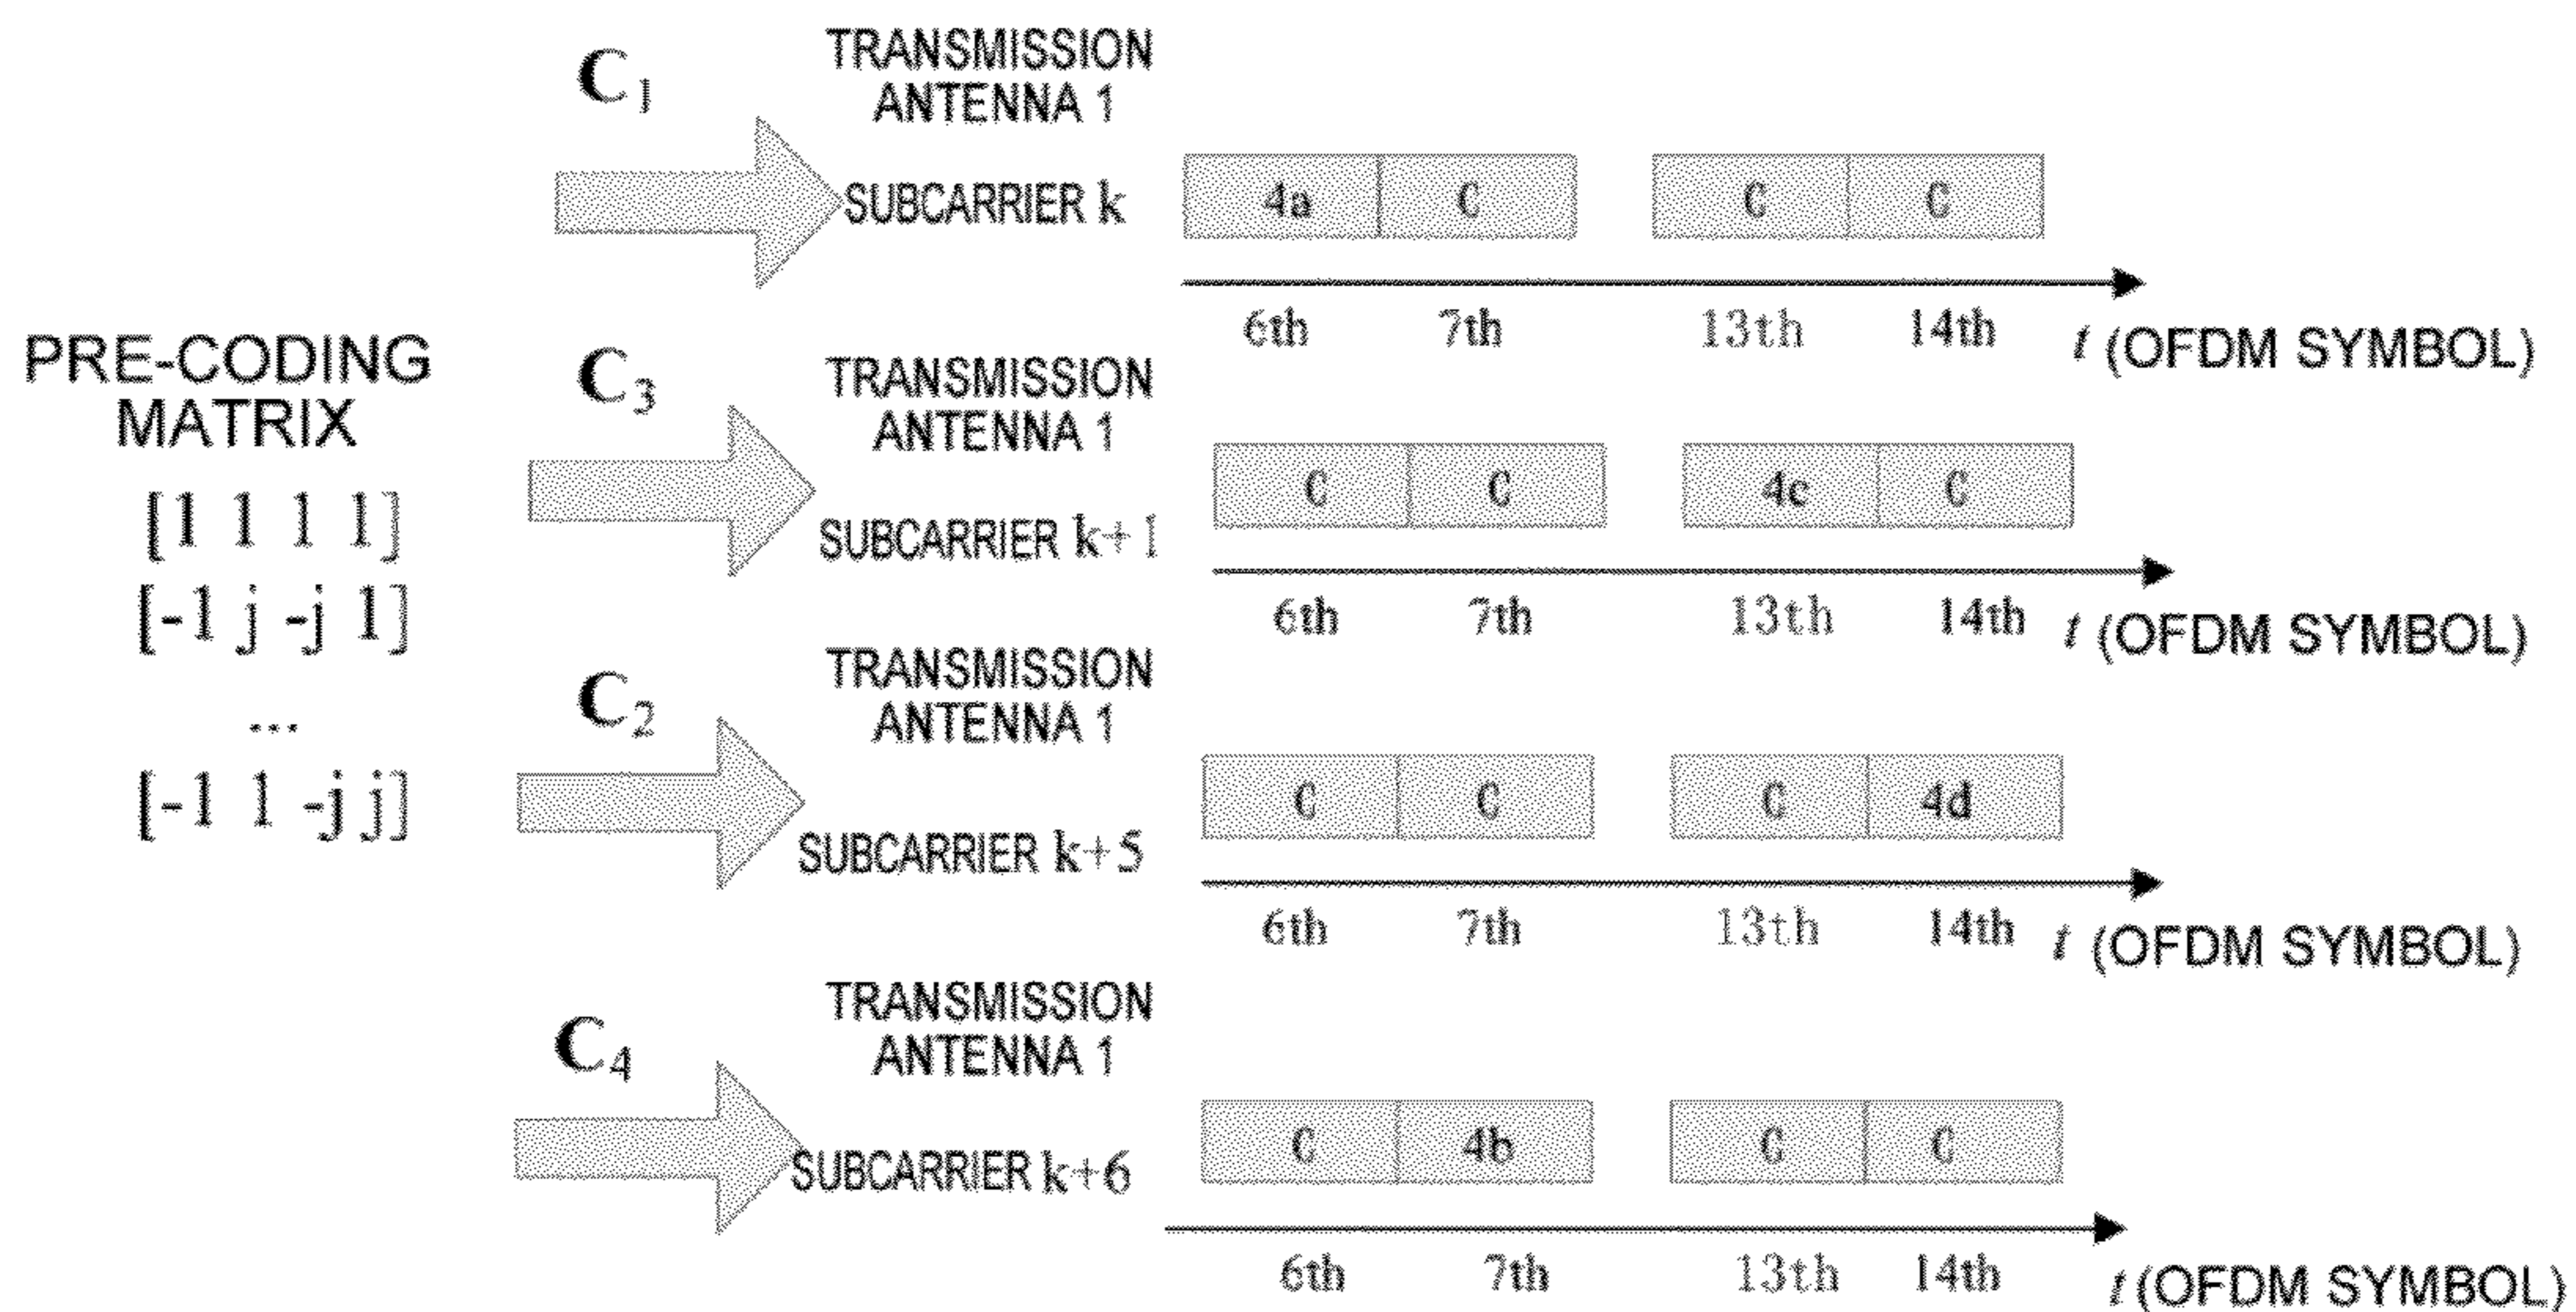 PRE-CODING
MATRIX
[1 1 1 1]
[-1 j -j 1]
...
[-1 1 -j j]
C1
TRANSMISSION
ANTENNA 1
SUBCARRIER k
4a C C C
6th 7th 13th 14th t (OFDM SYMBOL)
C3
TRANSMISSION
ANTENNA 1
SUBCARRIER k+1
C C 4c C
6th 7th 13th 14th t (OFDM SYMBOL)
C2
TRANSMISSION
ANTENNA 1
SUBCARRIER k+5
C C C 4d
6th 7th 13th 14th t (OFDM SYMBOL)
C4
TRANSMISSION
ANTENNA 1
SUBCARRIER k+6
C 4b C C
6th 7th 13th 14th t (OFDM SYMBOL)